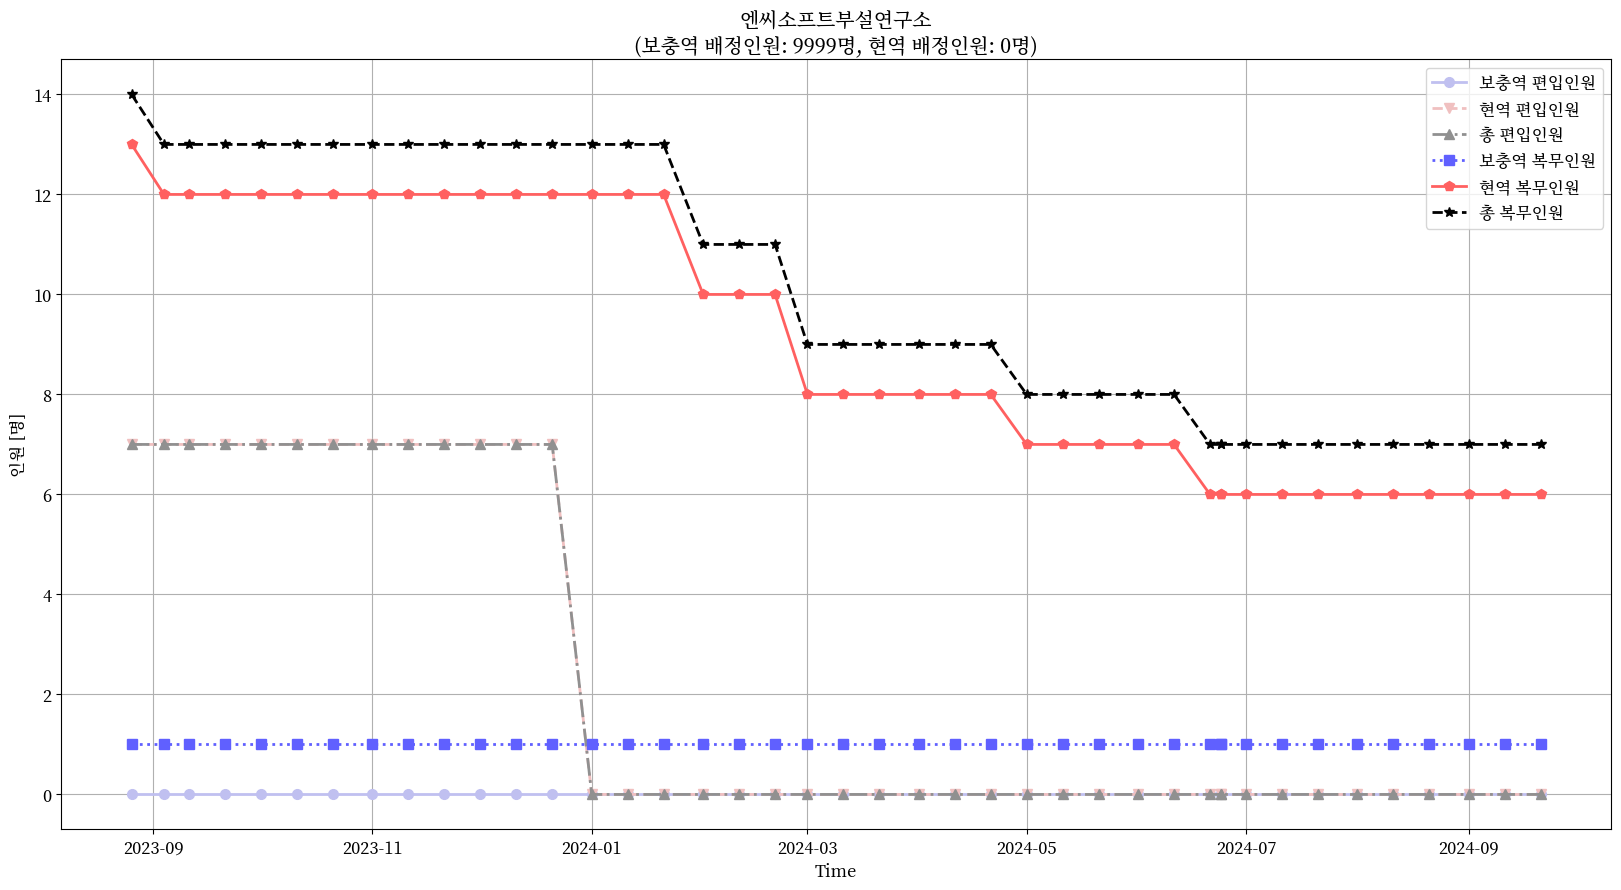 엔씨소프트부설연구소
(보충역 배정인원: 9999명, 현역 배정인원: 0명)
보충역 편입인원
현역 편입인원
총 편입인원
보충역 복무인원
현역 복무인원
총 복무인원
인원 [명]
14
12
10
8
6
4
2
0
2023-09
2023-11
2024-01
2024-03
2024-05
2024-07
2024-09
Time